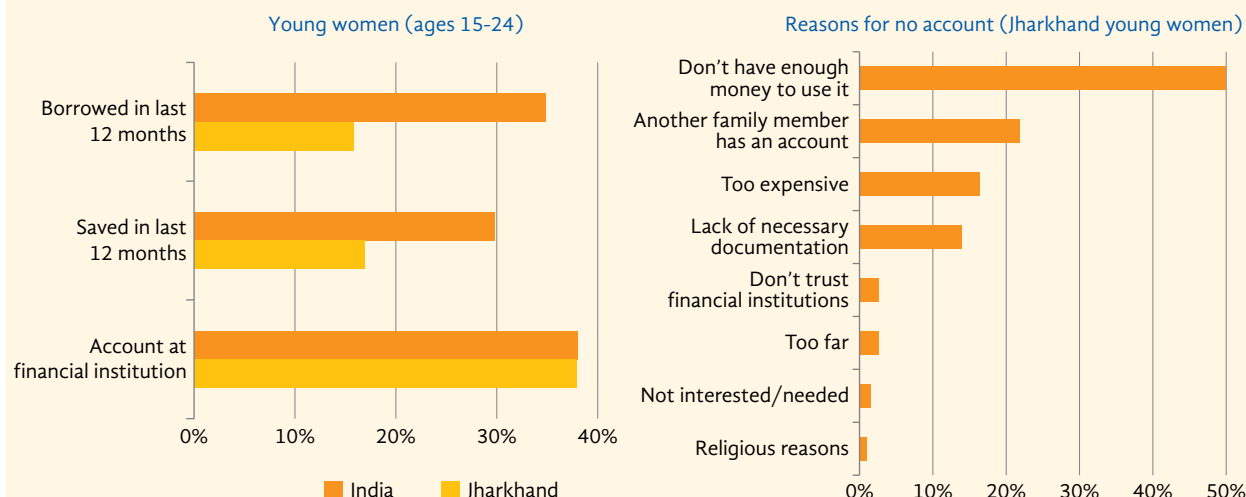 Young women (ages 15-24)
Borrowed in last
12 months
Saved in last
12 months
Account at
financial institution
0% 10% 20% 30% 40%
India Jharkhand
Reasons for no account (Jharkhand young women)
Don't have enough
money to use it
Another family member
has an account
Too expensive
Lack of necessary
documentation
Don't trust
financial institutions
Too far
Not interested/needed
Religious reasons
0% 10% 20% 30% 40% 50%